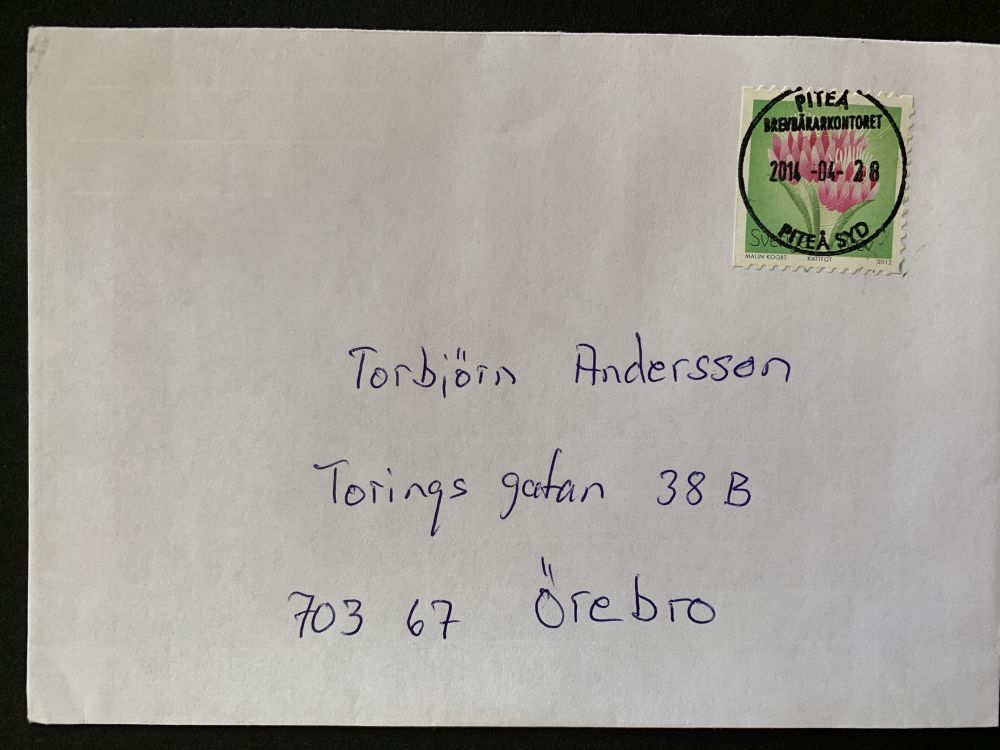 PITEÅ
BREVBÄRARKONTORET
2014 -04- 28
PITEÅ SYD
MALIN KOORT KATTFOT 2012
Torbjörn Andersson
Torings gatan 38 B
703 67 Örebro